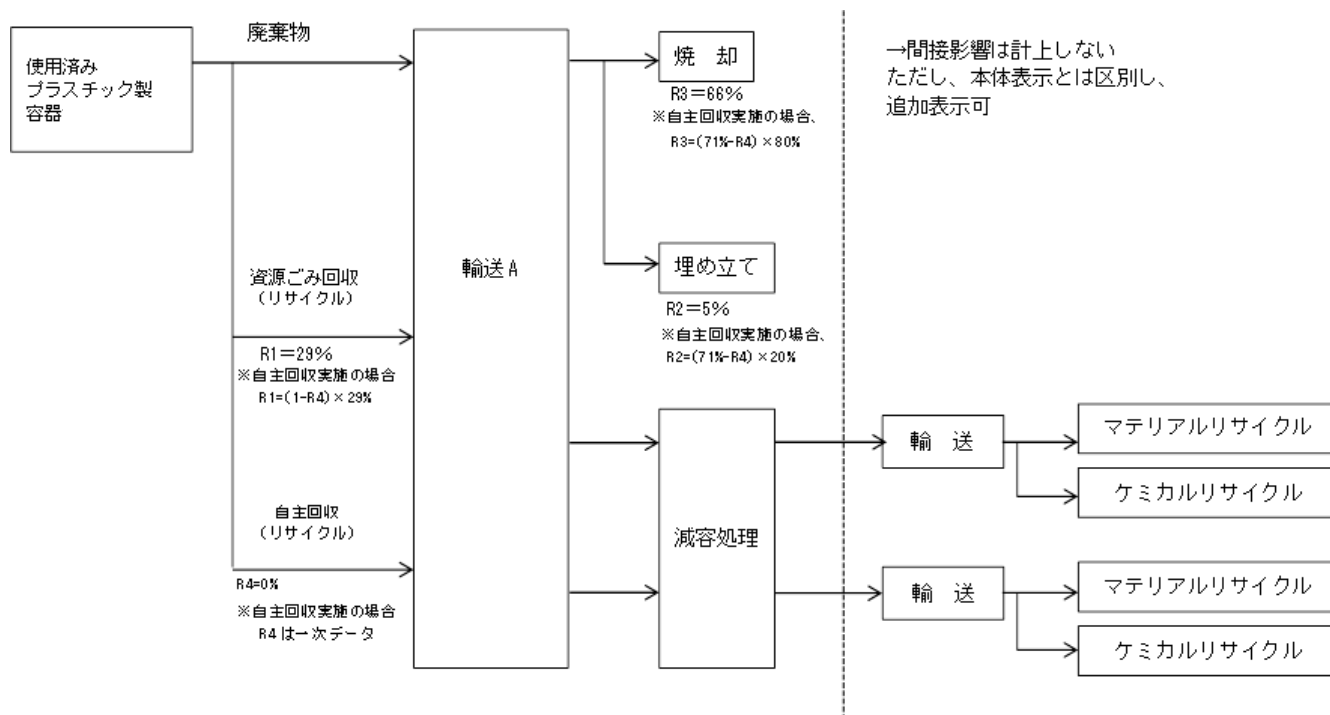 使用済み
プラスチック製
容器
廃棄物
資源ごみ回収
(リサイクル)
R1=29%
※自主回収実施の場合
R1=(1-R4)×29%
自主回収
(リサイクル)
R4=0%
※自主回収実施の場合
R4は一次データ
輸送A
焼 却
R3=66%
※自主回収実施の場合、
R3=(71%-R4)×80%
埋め立て
R2=5%
※自主回収実施の場合、
R2=(71%-R4)×20%
減容処理
→間接影響は計上しない
ただし、本体表示とは区別し、
追加表示可
輸 送
マテリアルリサイクル
ケミカルリサイクル
輸 送
マテリアルリサイクル
ケミカルリサイクル